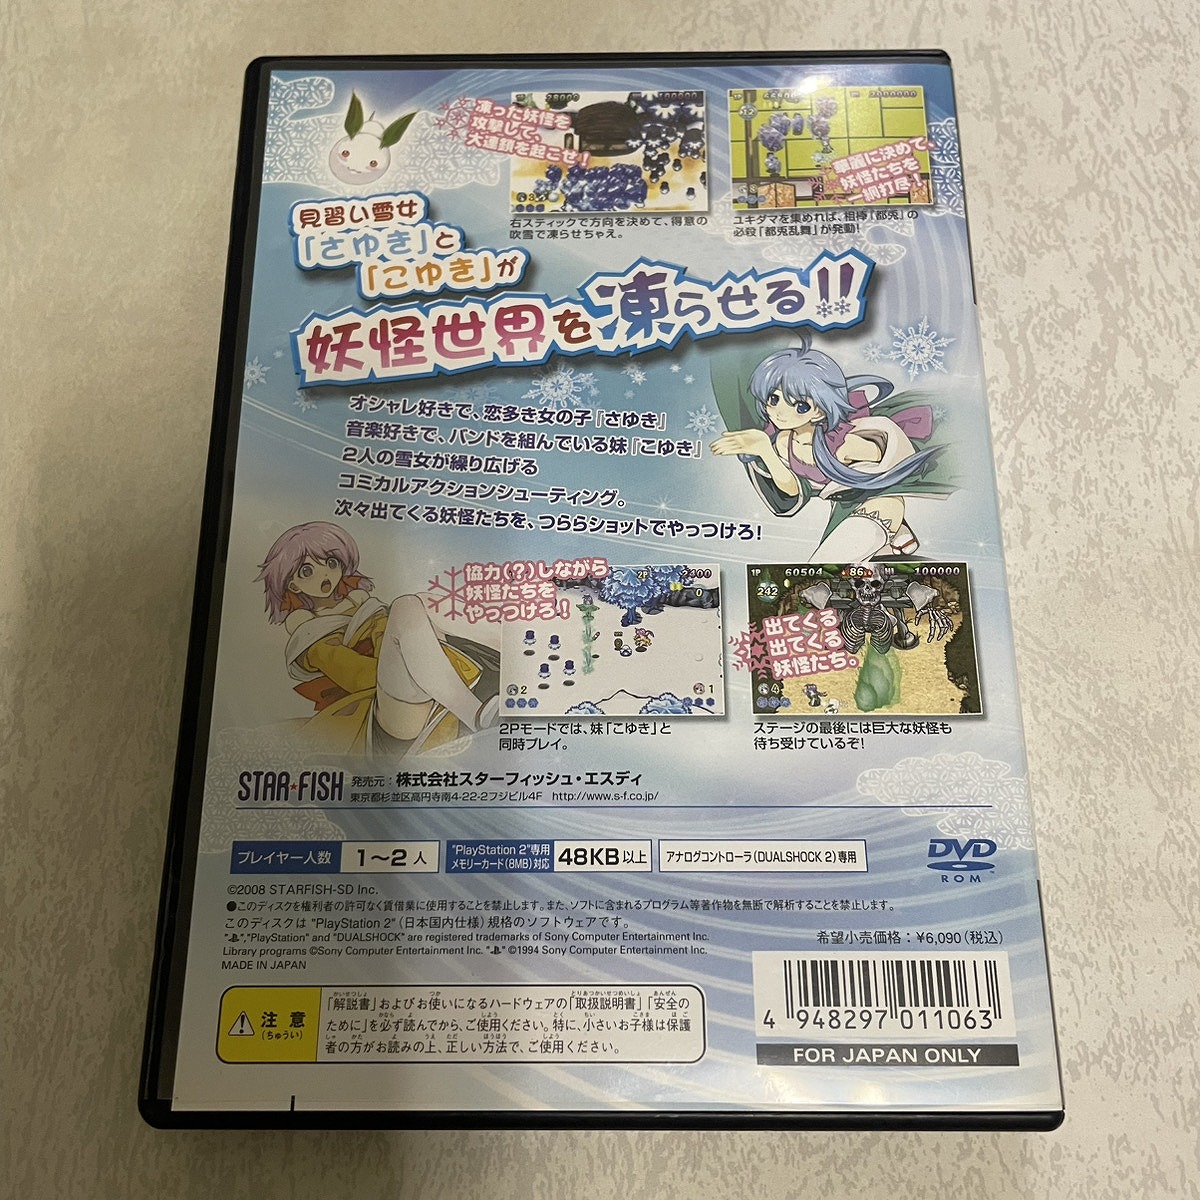 凍った妖怪を
攻撃して、
大連鎖を起こせ！
右スティックで方向を決めて、得意の
吹雪で凍らせちゃえ。
華麗に決めて、
妖怪たちを
一網打尽！
ユキダマを集めれば、祖神『都兎』の
必殺『都兎乱舞』が発動！
見習い雪女
「さゆき」と
「こゆき」が
妖怪世界を凍らせる!!
オシャレ好きで、恋多き女の子『さゆき』
音楽好きで、バンドを組んでいる妹『こゆき』
2人の雪女が繰り広げる
コミカルアクションシューティング。
次々出てくる妖怪たちを、つららショットでやっつけろ！
協力(？)しながら
妖怪たちを
やっつけろ！
2P 2400
0
2
1
2Pモードでは、妹『こゆき』と
同時プレイ。
1P 60504 86 HI 100000
242
出てくる
出てくる
妖怪たち。
4
ステージの最後には巨大な妖怪も
待ち受けているぞ！
STAR★FISH
発売元：株式会社スターフィッシュ・エスディ
東京都杉並区高円寺南4-22-2フジビル4F http://www.s-f.co.jp/
プレイヤー人数 1〜2人
"PlayStation 2"専用
メモリーカード(8MB)対応
48KB以上
アナログコントローラ(DUALSHOCK 2)専用
DVD
ROM
©2008 STARFISH-SD Inc.
●このディスクを権利者の許可なく賃借業に使用することを禁止します。また、ソフトに含まれるプログラム等著作物を無断で解析することを禁止します。
このディスクは "PlayStation 2"(日本国内仕様)規格のソフトウェアです。
"","PlayStation" and "DUALSHOCK" are registered trademarks of Sony Computer Entertainment Inc.
Library programs ©Sony Computer Entertainment Inc. "" ©1994 Sony Computer Entertainment Inc.
MADE IN JAPAN
希望小売価格：¥6,090(税込)
注意
(ちゅうい)
「解説書」およびお使いになるハードウェアの「取扱説明書」「安全の
ために」を必ず読んでから、ご使用ください。特に、小さいお子様は保護
者の方がお読みの上、正しい方法で、ご使用ください。
4 948297 011063
FOR JAPAN ONLY